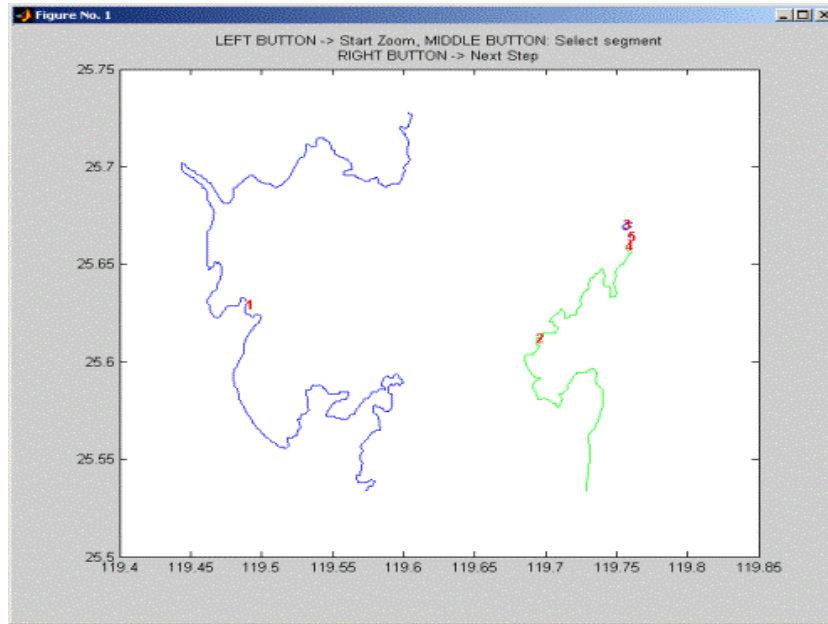 Figure No. 1
LEFT BUTTON -> Start Zoom, MIDDLE BUTTON: Select segment
RIGHT BUTTON -> Next Step
25.75
25.7
25.65
25.6
25.55
25.5
3
5
4
1
2
119.4 119.45 119.5 119.55 119.6 119.65 119.7 119.75 119.8 119.85